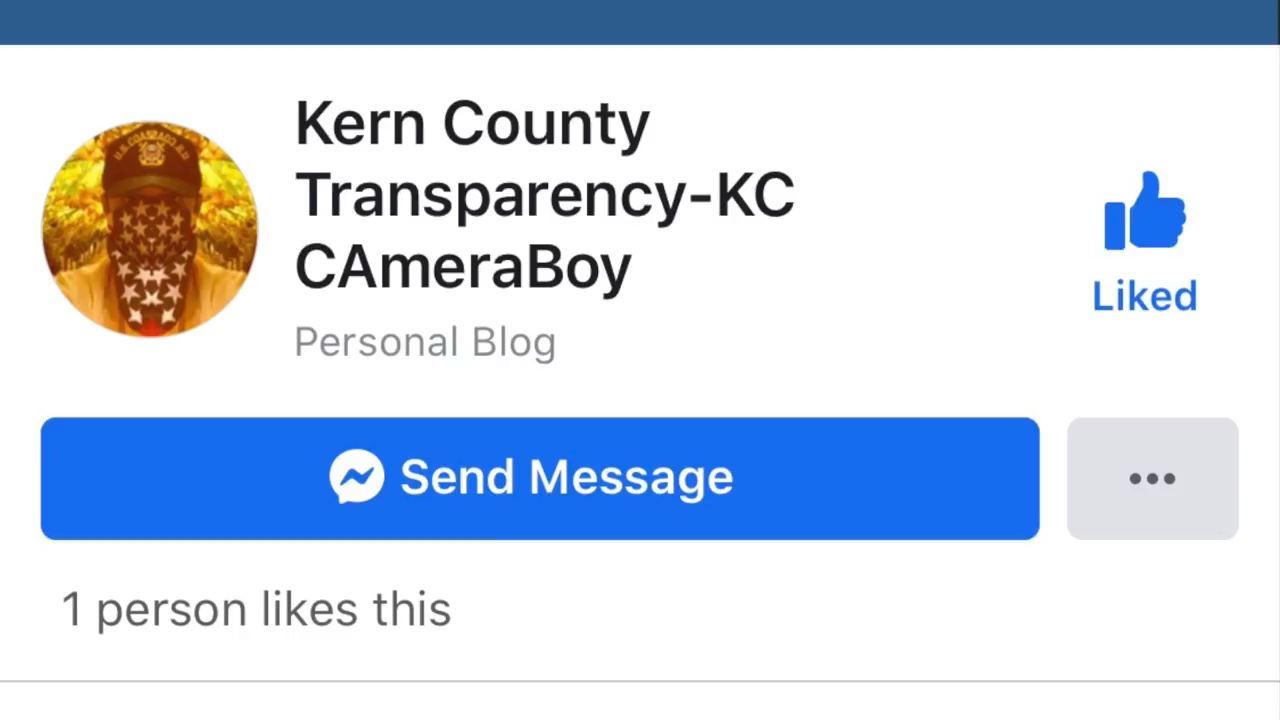 Kern County
Transparency-KC
CAmeraBoy
Liked
Personal Blog
Send Message
1 person likes this